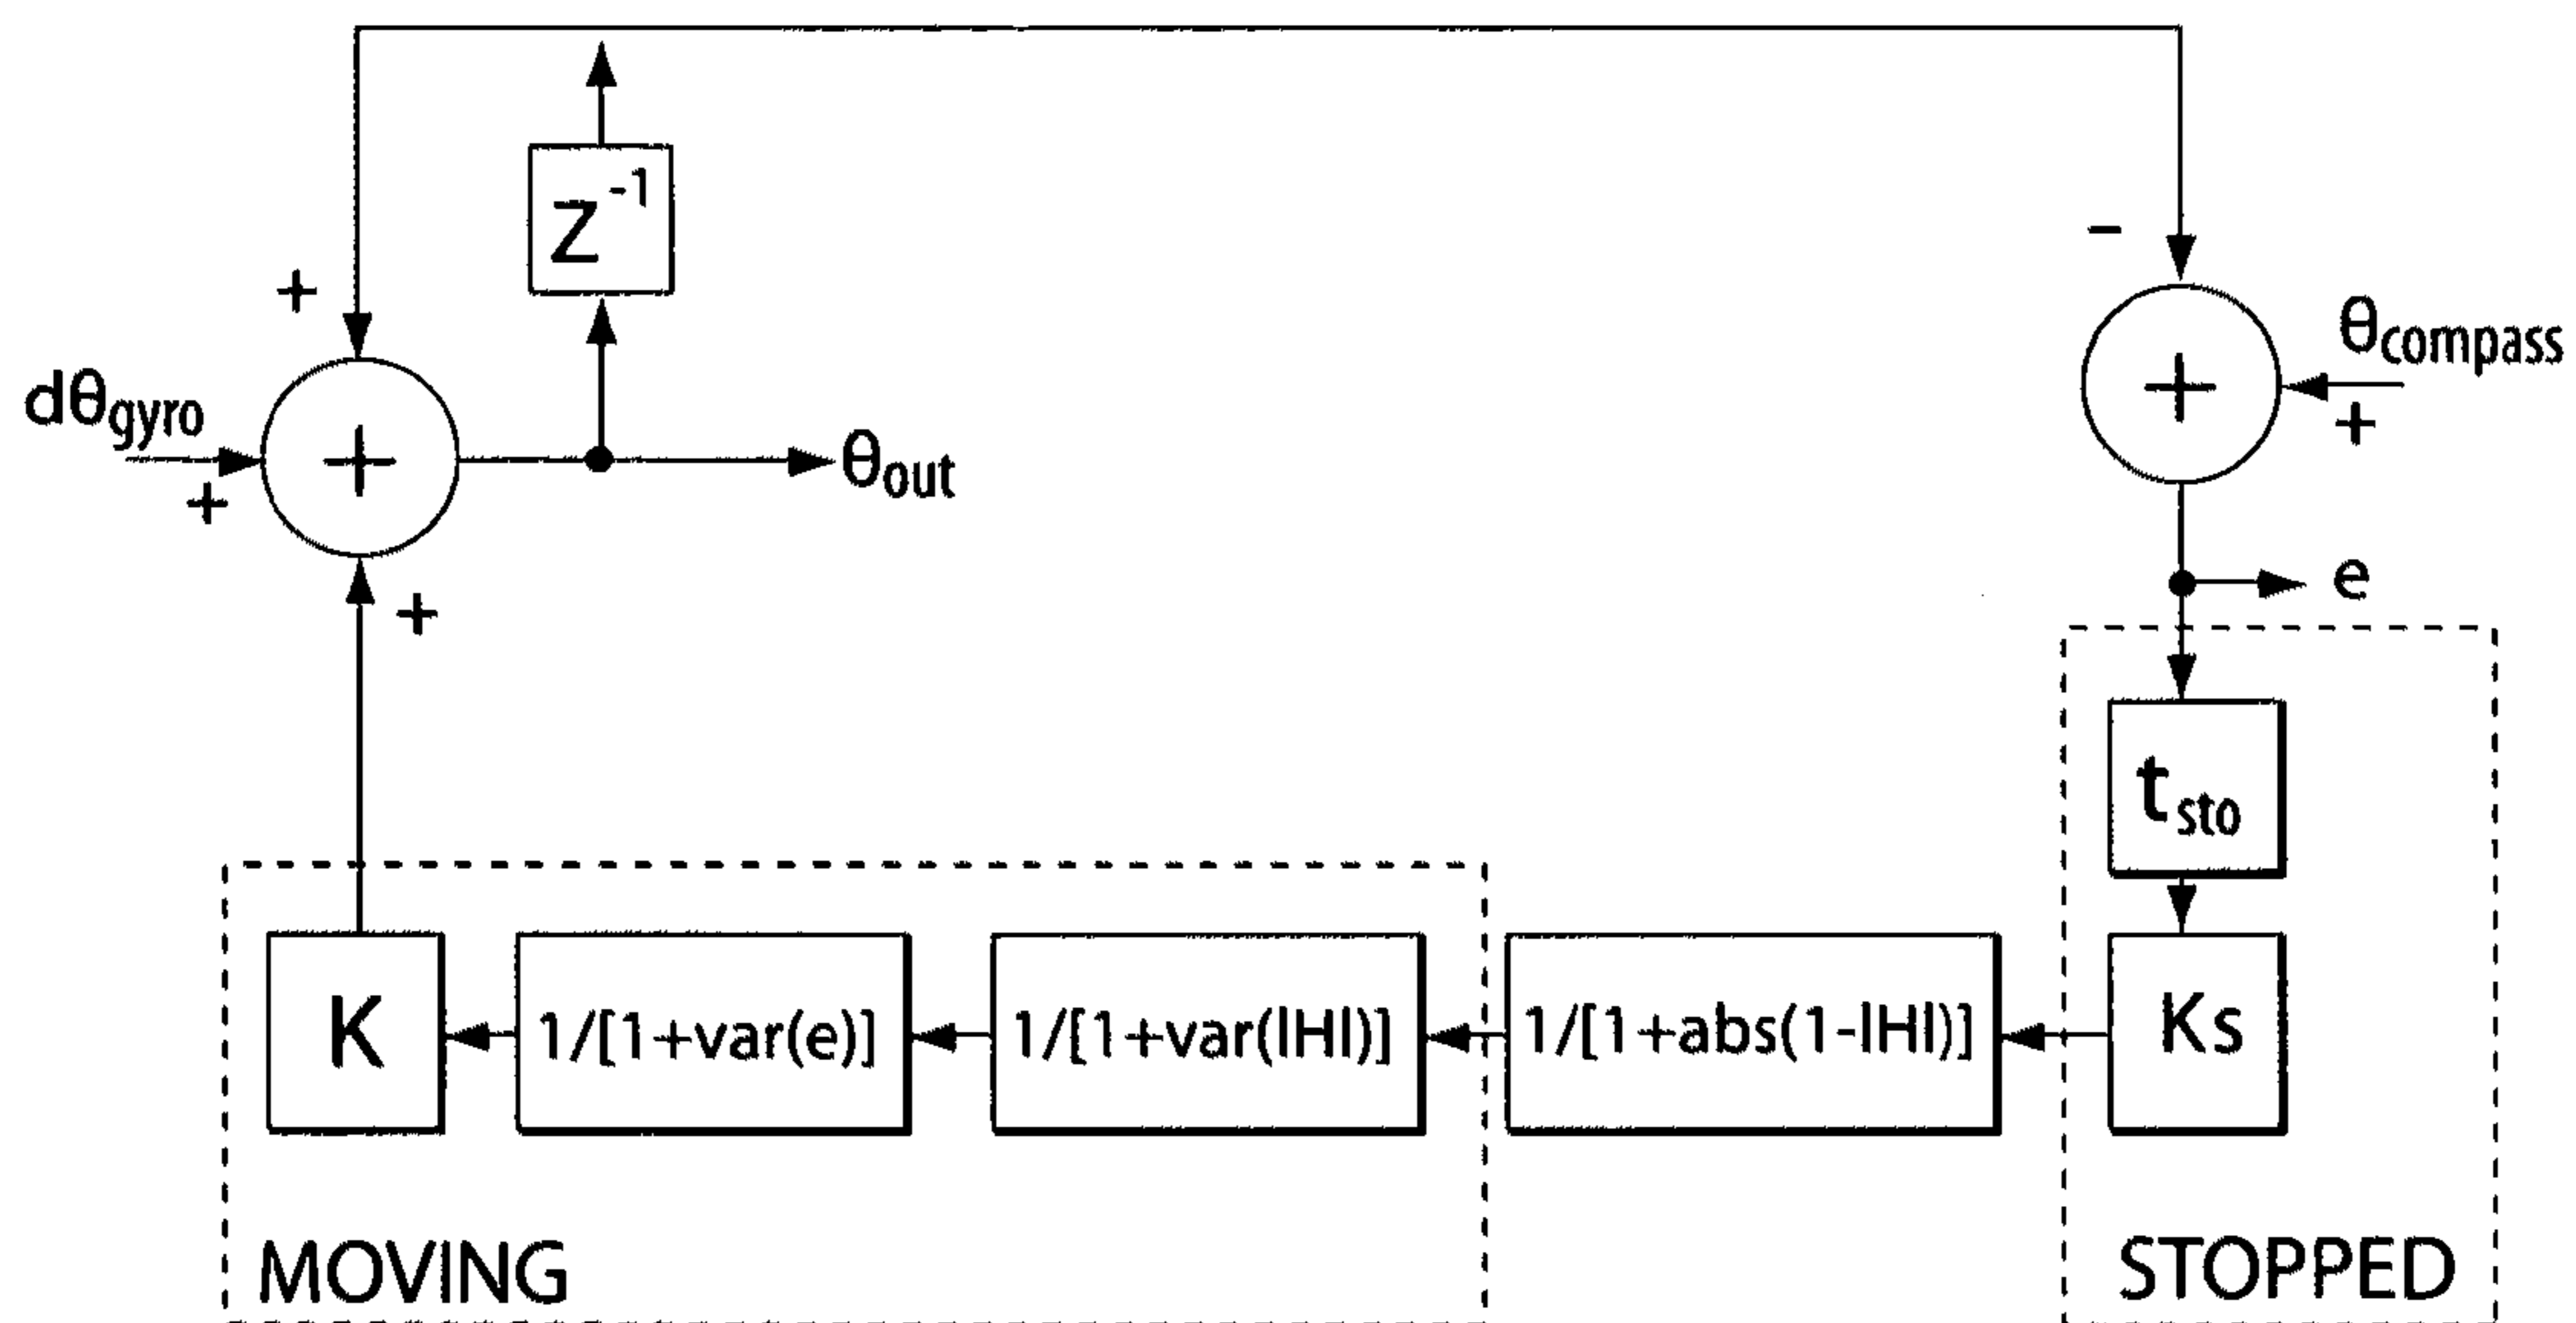 Z⁻¹
+
−
dθgyro
+
+
θout
+
θcompass
+
+
e
tsto
K
1/[1+var(e)]
1/[1+var(|H|)]
1/[1+abs(1-|H|)]
Ks
MOVING
STOPPED